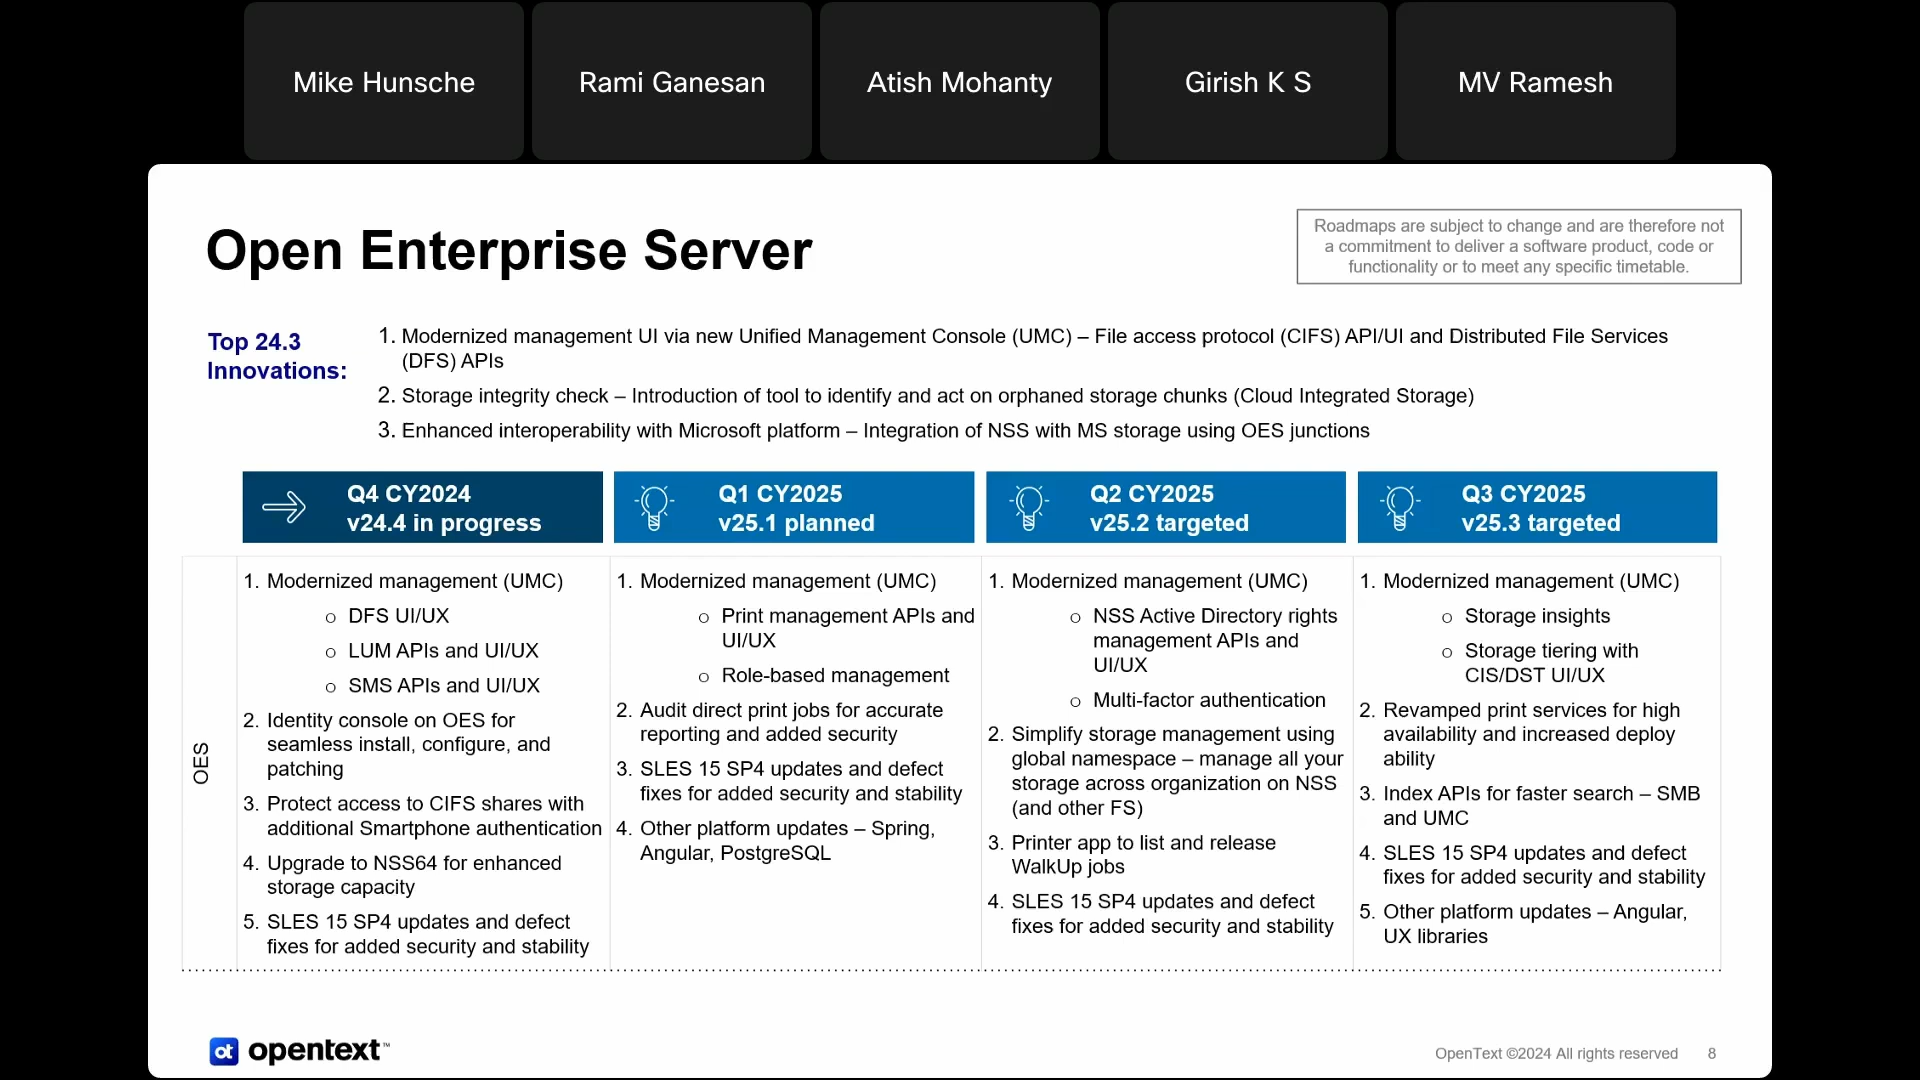 Mike Hunsche
Rami Ganesan
Atish Mohanty
Girish K S
MV Ramesh
Open Enterprise Server
Roadmaps are subject to change and are therefore not
a commitment to deliver a software product, code or
functionality or to meet any specific timetable.
Top 24.3
Innovations:
1. Modernized management UI via new Unified Management Console (UMC) – File access protocol (CIFS) API/UI and Distributed File Services
(DFS) APIs
2. Storage integrity check – Introduction of tool to identify and act on orphaned storage chunks (Cloud Integrated Storage)
3. Enhanced interoperability with Microsoft platform – Integration of NSS with MS storage using OES junctions
Q4 CY2024
v24.4 in progress
Q1 CY2025
v25.1 planned
Q2 CY2025
v25.2 targeted
Q3 CY2025
v25.3 targeted
OES
1. Modernized management (UMC)
o DFS UI/UX
o LUM APIs and UI/UX
o SMS APIs and UI/UX
2. Identity console on OES for
seamless install, configure, and
patching
3. Protect access to CIFS shares with
additional Smartphone authentication
4. Upgrade to NSS64 for enhanced
storage capacity
5. SLES 15 SP4 updates and defect
fixes for added security and stability
1. Modernized management (UMC)
o Print management APIs and
UI/UX
o Role-based management
2. Audit direct print jobs for accurate
reporting and added security
3. SLES 15 SP4 updates and defect
fixes for added security and stability
4. Other platform updates – Spring,
Angular, PostgreSQL
1. Modernized management (UMC)
o NSS Active Directory rights
management APIs and
UI/UX
o Multi-factor authentication
2. Simplify storage management using
global namespace – manage all your
storage across organization on NSS
(and other FS)
3. Printer app to list and release
WalkUp jobs
4. SLES 15 SP4 updates and defect
fixes for added security and stability
1. Modernized management (UMC)
o Storage insights
o Storage tiering with
CIS/DST UI/UX
2. Revamped print services for high
availability and increased deploy
ability
3. Index APIs for faster search – SMB
and UMC
4. SLES 15 SP4 updates and defect
fixes for added security and stability
5. Other platform updates – Angular,
UX libraries
ot opentext™
OpenText ©2024 All rights reserved 8